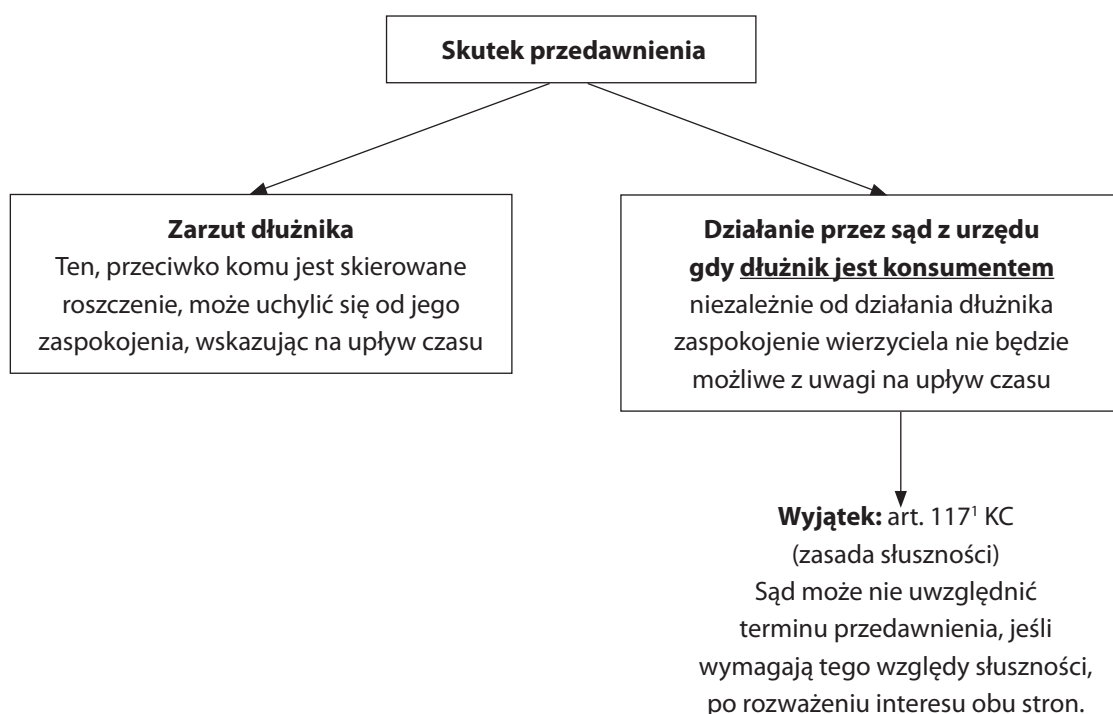 Skutek przedawnienia
Zarzut dłużnika
Ten, przeciwko komu jest skierowane
roszczenie, może uchylić się od jego
zaspokojenia, wskazując na upływ czasu
Działanie przez sąd z urzędu
gdy dłużnik jest konsumentem
niezależnie od działania dłużnika
zaspokojenie wierzyciela nie będzie
możliwe z uwagi na upływ czasu
Wyjątek: art. 117¹ KC
(zasada słuszności)
Sąd może nie uwzględnić
terminu przedawnienia, jeśli
wymagają tego względy słuszności,
po rozważeniu interesu obu stron.